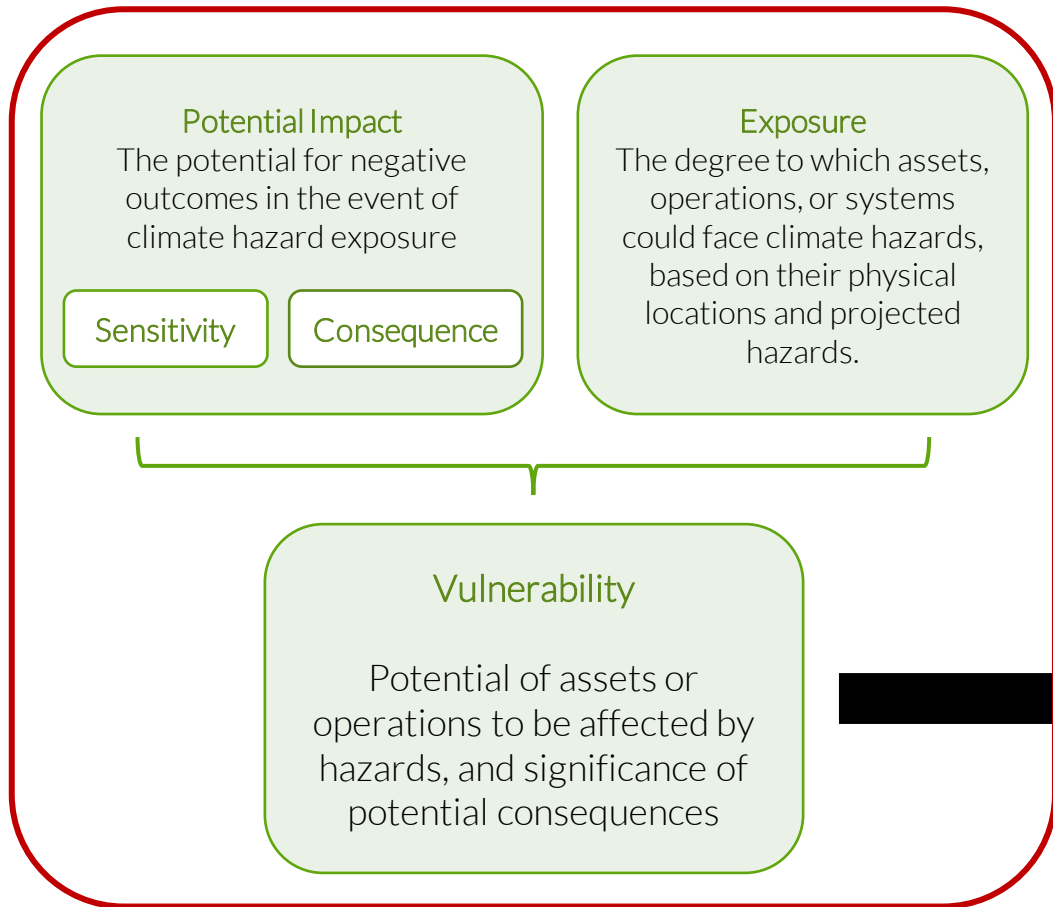 Potential Impact
The potential for negative
outcomes in the event of
climate hazard exposure
Sensitivity
Consequence
Exposure
The degree to which assets,
operations, or systems
could face climate hazards,
based on their physical
locations and projected
hazards.
Vulnerability
Potential of assets or
operations to be affected by
hazards, and significance of
potential consequences